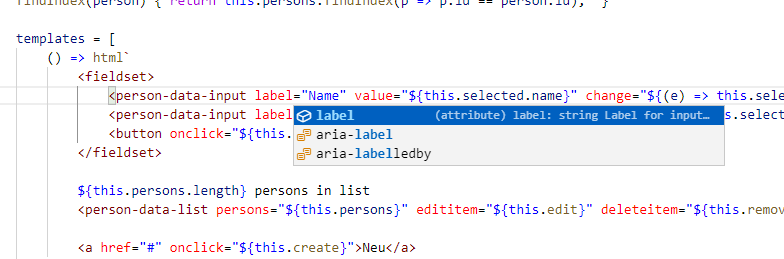 findIndex(person) { return this.persons.findIndex(p => p.id == person.id); }
templates = [
() => html`
<fieldset>
<person-data-input label="Name" value="${this.selected.name}" change="${(e) => this.sele
<person-data-input label
s.select
label (attribute) label: string Label for input…
<button onclick="${this.
aria-label
</fieldset>
aria-labelledby
${this.persons.length} persons in list
<person-data-list persons="${this.persons}" edititem="${this.edit}" deleteitem="${this.remov
<a href="#" onclick="${this.create}">Neu</a>